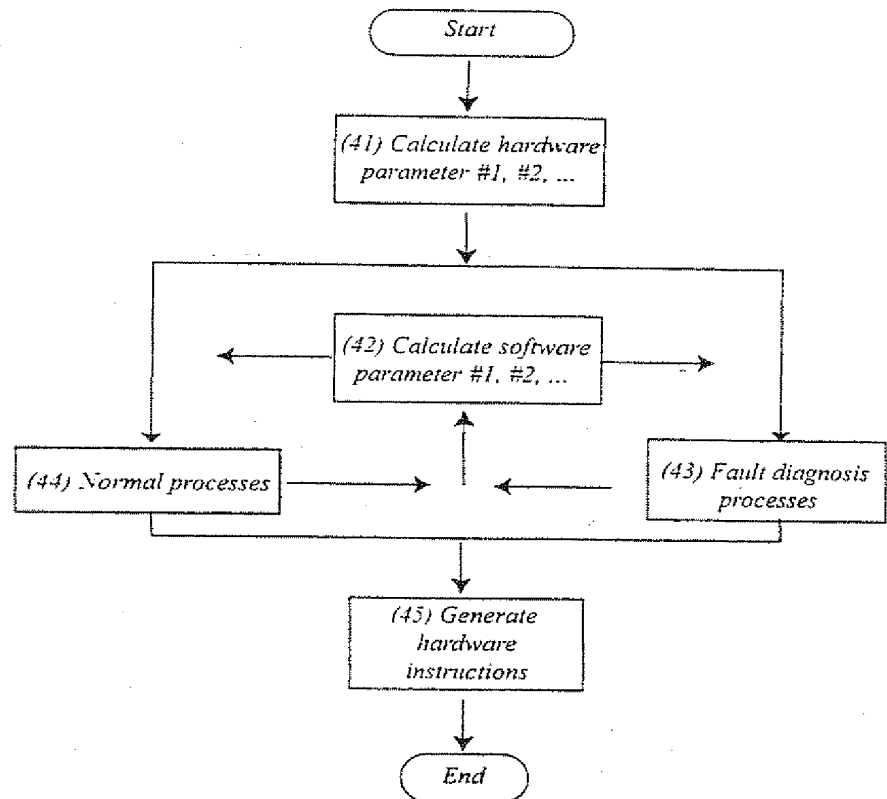 Start
(41) Calculate hardware
parameter #1, #2, ...
(42) Calculate software
parameter #1, #2, ...
(44) Normal processes
(43) Fault diagnosis
processes
(45) Generate
hardware
instructions
End